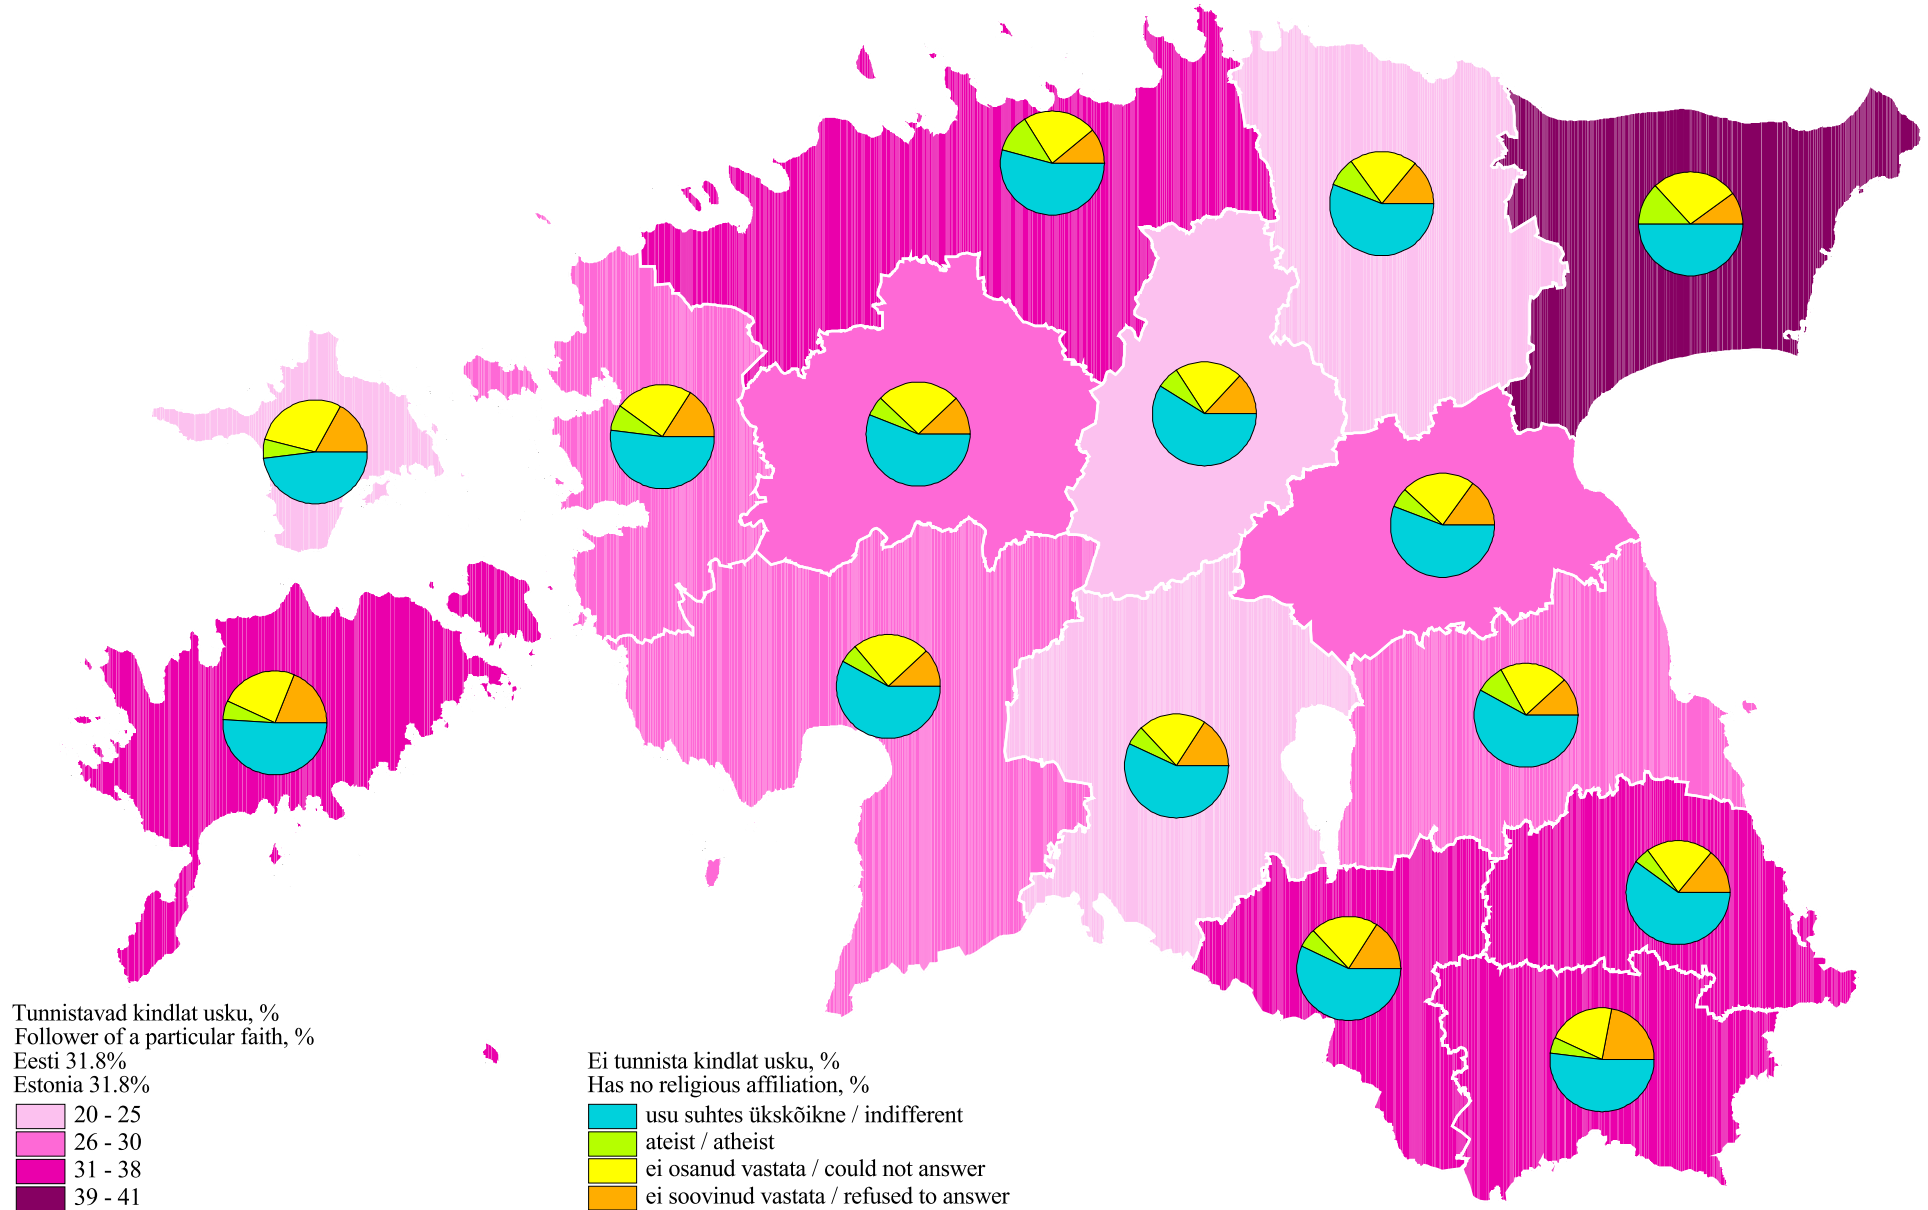 Tunnistavad kindlat usku, %
Follower of a particular faith, %
Eesti 31.8%
Estonia 31.8%
20 - 25
26 - 30
31 - 38
39 - 41
Ei tunnista kindlat usku, %
Has no religious affiliation, %
usu suhtes ükskõikne / indifferent
ateist / atheist
ei osanud vastata / could not answer
ei soovinud vastata / refused to answer